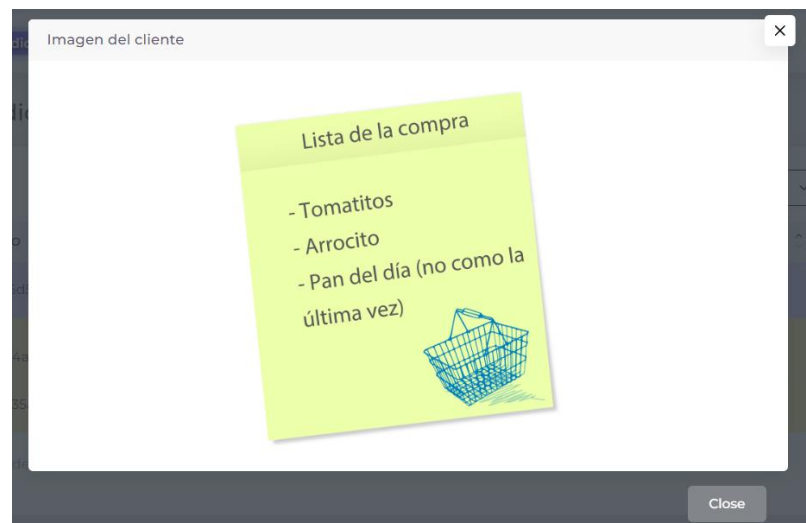 Imagen del cliente
Lista de la compra
- Tomatitos
- Arrocito
- Pan del día (no como la
última vez)
Close